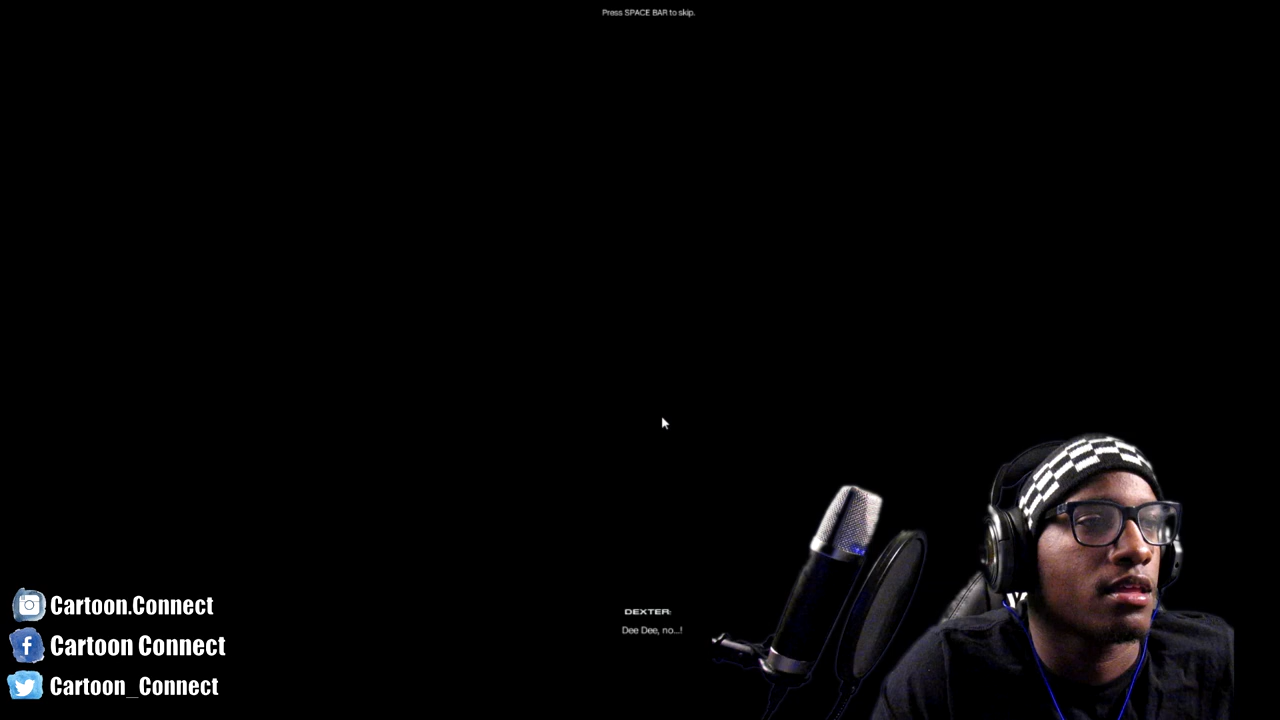 Press SPACE BAR to skip.
DEXTER:
Dee Dee, no...!
Cartoon.Connect
Cartoon Connect
Cartoon_Connect